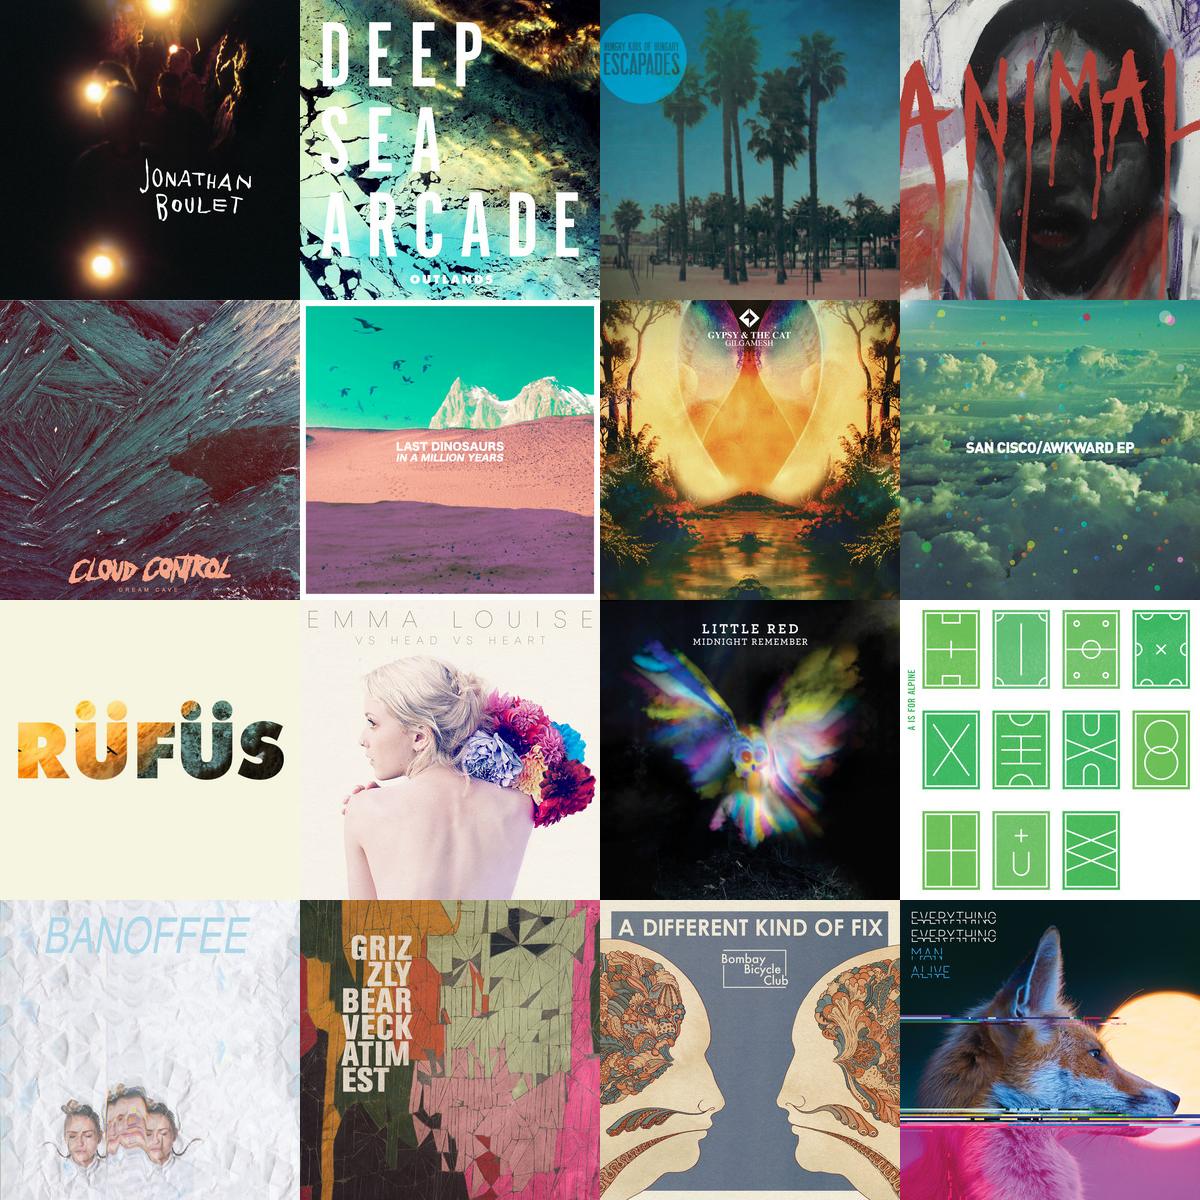 JONATHAN
BOULET
DEEP
SEA
ARCADE
OUTLANDS
HUNGRY KIDS OF HUNGARY
ESCAPADES
ANIMAL
CLOUD CONTROL
DREAM CAVE
LAST DINOSAURS
IN A MILLION YEARS
GYPSY & THE CAT
GILGAMESH
SAN CISCO/AWKWARD EP
RÜFÜS
EMMA LOUISE
VS HEAD VS HEART
LITTLE RED
MIDNIGHT REMEMBER
A IS FOR ALPINE
BANOFFEE
GRIZ
ZLY
BEAR
VECK
ATIM
EST
A DIFFERENT KIND OF FIX
Bombay
Bicycle
Club
EVERYTHING
EVERYTHING
MAN
ALIVE